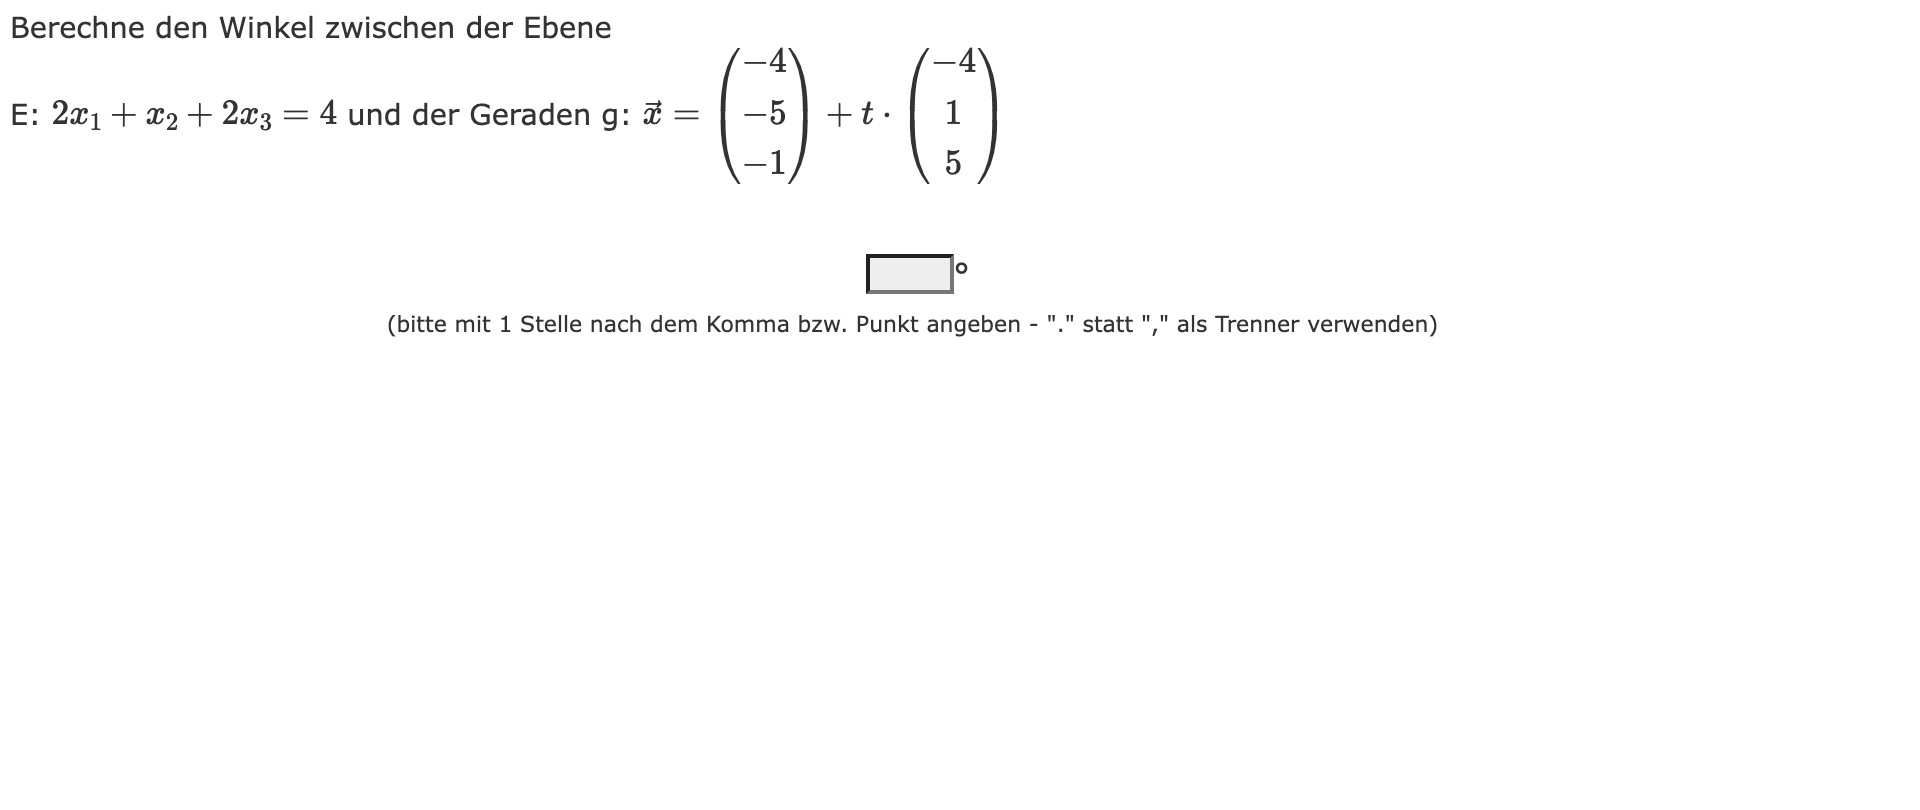 Berechne den Winkel zwischen der Ebene
E: $2x_1 + x_2 + 2x_3 = 4$ und der Geraden g: $\vec{x} = \begin{pmatrix} -4 \\ -5 \\ -1 \end{pmatrix} + t \cdot \begin{pmatrix} -4 \\ 1 \\ 5 \end{pmatrix}$
°
(bitte mit 1 Stelle nach dem Komma bzw. Punkt angeben - "." statt "," als Trenner verwenden)